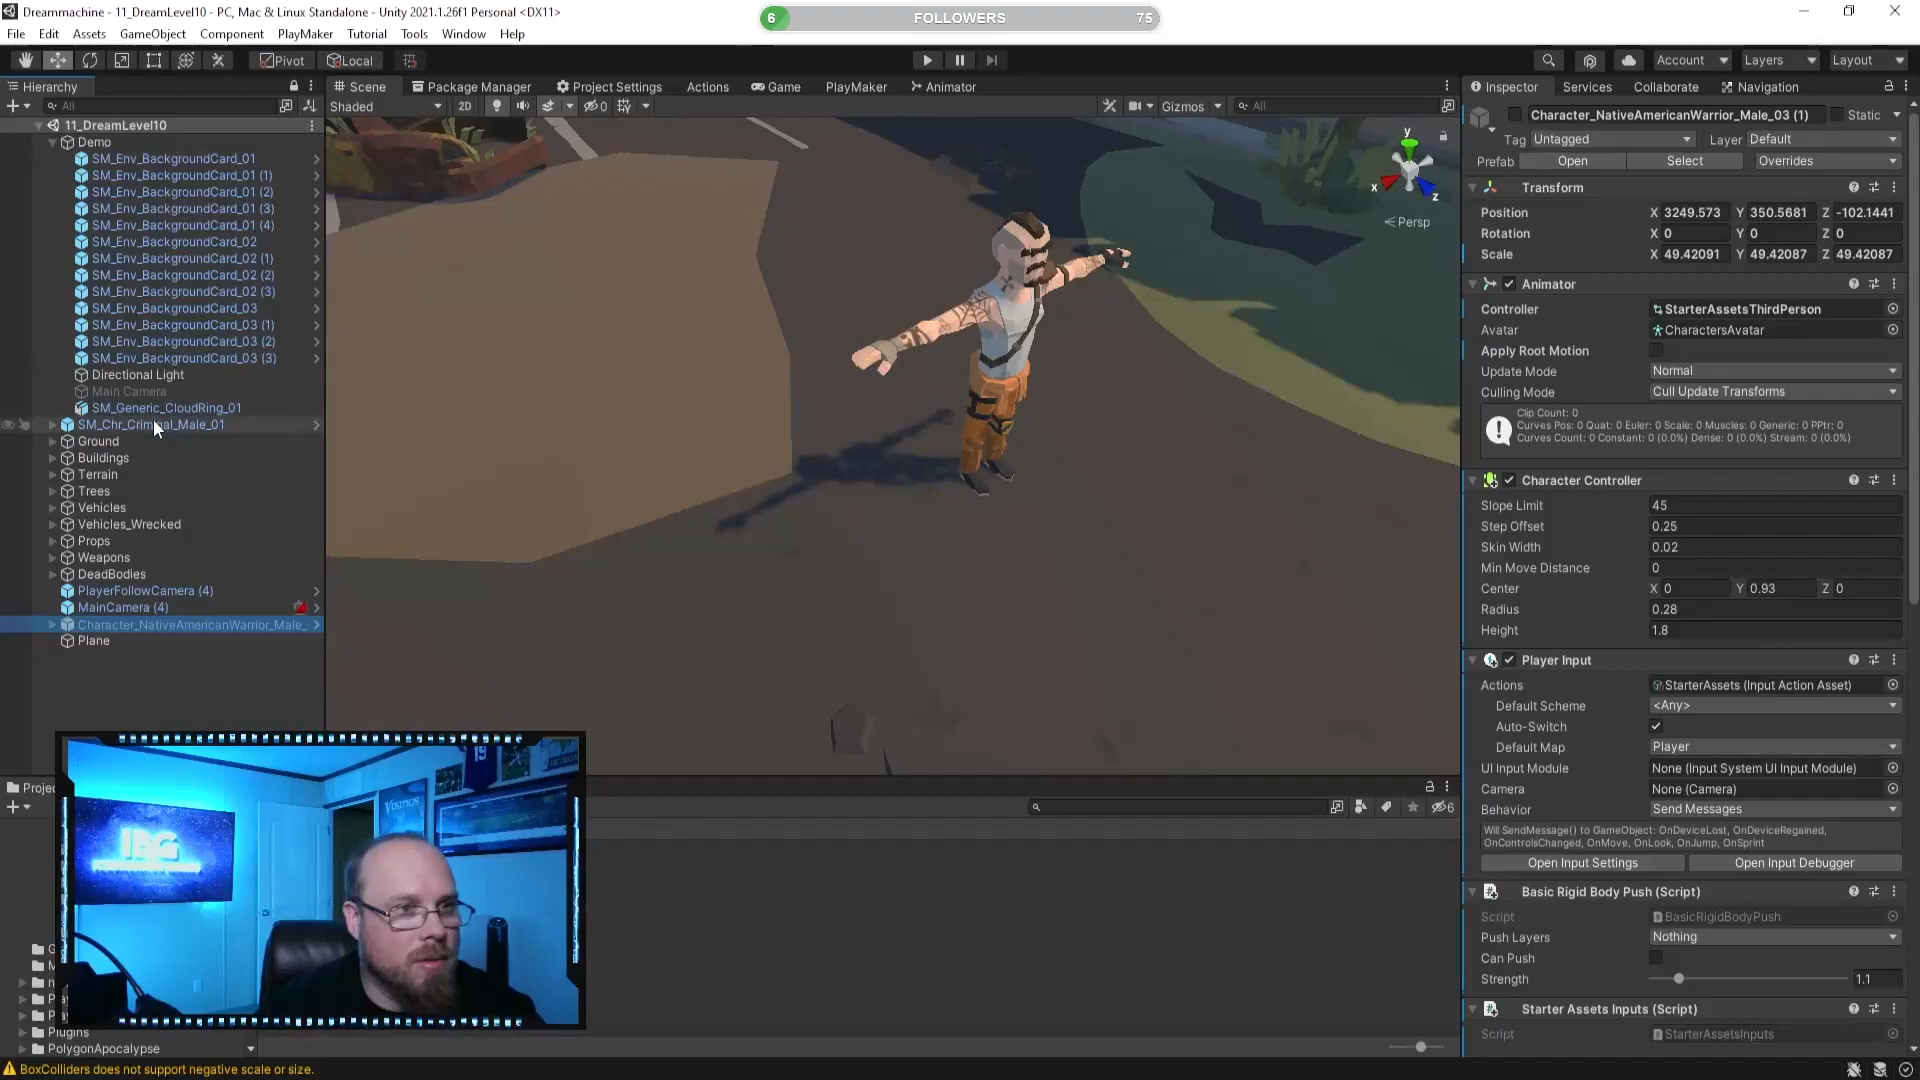 Dreammachine - 11_DreamLevel10 - PC, Mac & Linux Standalone - Unity 2021.1.26f1 Personal <DX11>
6 FOLLOWERS 75
File Edit Assets GameObject Component PlayMaker Tutorial Tools Window Help
Pivot Local Account Layers Layout
Hierarchy
All
11_DreamLevel10
Demo
SM_Env_BackgroundCard_01
SM_Env_BackgroundCard_01 (1)
SM_Env_BackgroundCard_01 (2)
SM_Env_BackgroundCard_01 (3)
SM_Env_BackgroundCard_01 (4)
SM_Env_BackgroundCard_02
SM_Env_BackgroundCard_02 (1)
SM_Env_BackgroundCard_02 (2)
SM_Env_BackgroundCard_02 (3)
SM_Env_BackgroundCard_03
SM_Env_BackgroundCard_03 (1)
SM_Env_BackgroundCard_03 (2)
SM_Env_BackgroundCard_03 (3)
Directional Light
Main Camera
SM_Generic_CloudRing_01
SM_Chr_Criminal_Male_01
Ground
Buildings
Terrain
Trees
Vehicles
Vehicles_Wrecked
Props
Weapons
DeadBodies
PlayerFollowCamera (4)
MainCamera (4)
Character_NativeAmericanWarrior_Male_
Plane
Scene Package Manager Project Settings Actions Game PlayMaker Animator
Shaded 2D 0 Gizmos All
y
x
z
Persp
Projec
6
VIKINGS
19
IBG
Plugins
PolygonApocalypse
BoxColliders does not support negative scale or size.
Inspector Services Collaborate Navigation
Character_NativeAmericanWarrior_Male_03 (1) Static
Tag Untagged Layer Default
Prefab Open Select Overrides
Transform
Position X 3249.573 Y 350.5681 Z -102.1441
Rotation X 0 Y 0 Z 0
Scale X 49.42091 Y 49.42087 Z 49.42087
Animator
Controller StarterAssetsThirdPerson
Avatar CharactersAvatar
Apply Root Motion
Update Mode Normal
Culling Mode Cull Update Transforms
Clip Count: 0
Curves Pos: 0 Quat: 0 Euler: 0 Scale: 0 Muscles: 0 Generic: 0 PPtr: 0
Curves Count: 0 Constant: 0 (0.0%) Dense: 0 (0.0%) Stream: 0 (0.0%)
Character Controller
Slope Limit 45
Step Offset 0.25
Skin Width 0.02
Min Move Distance 0
Center X 0 Y 0.93 Z 0
Radius 0.28
Height 1.8
Player Input
Actions StarterAssets (Input Action Asset)
Default Scheme <Any>
Auto-Switch
Default Map Player
UI Input Module None (Input System UI Input Module)
Camera None (Camera)
Behavior Send Messages
Will SendMessage() to GameObject: OnDeviceLost, OnDeviceRegained,
OnControlsChanged, OnMove, OnLook, OnJump, OnSprint
Open Input Settings Open Input Debugger
Basic Rigid Body Push (Script)
Script BasicRigidBodyPush
Push Layers Nothing
Can Push
Strength 1.1
Starter Assets Inputs (Script)
Script StarterAssetsInputs